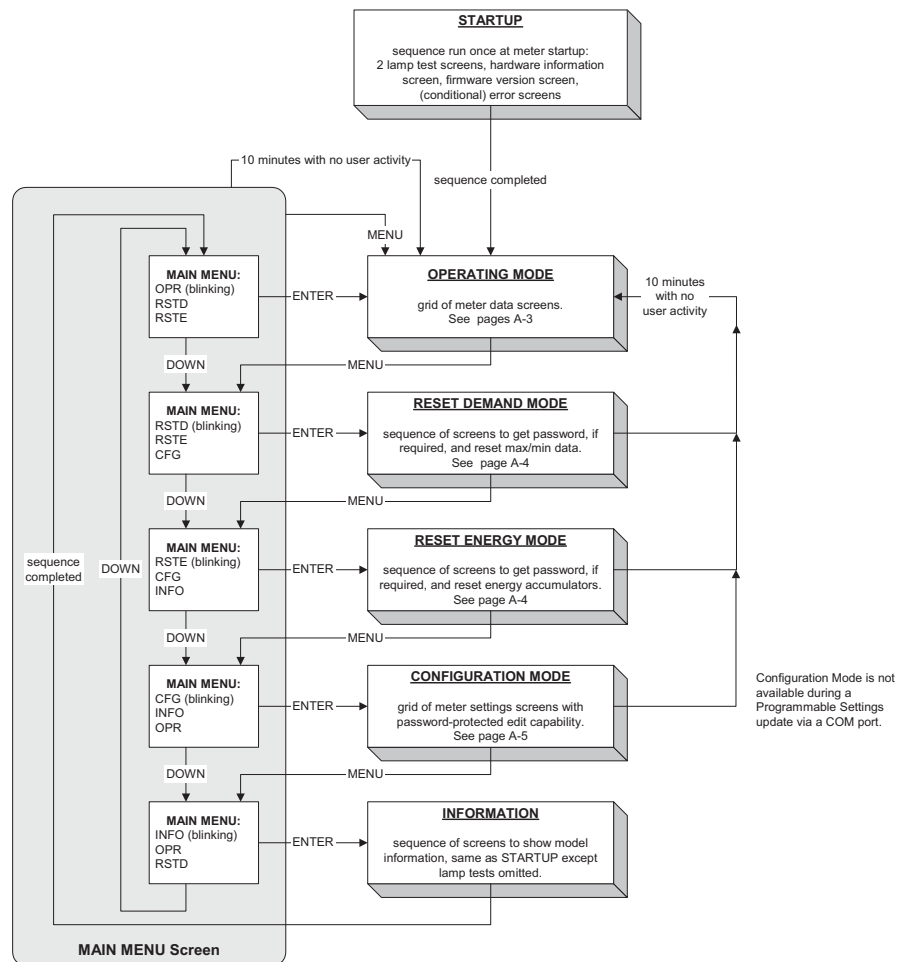 STARTUP
sequence run once at meter startup:
2 lamp test screens, hardware information
screen, firmware version screen,
(conditional) error screens
10 minutes with no user activity
sequence completed
MENU
MAIN MENU:
OPR (blinking)
RSTD
RSTE
ENTER
OPERATING MODE
grid of meter data screens.
See pages A-3
10 minutes
with no
user activity
DOWN
MENU
MAIN MENU:
RSTD (blinking)
RSTE
CFG
ENTER
RESET DEMAND MODE
sequence of screens to get password, if
required, and reset max/min data.
See page A-4
DOWN
MENU
sequence
completed
DOWN
MAIN MENU:
RSTE (blinking)
CFG
INFO
ENTER
RESET ENERGY MODE
sequence of screens to get password, if
required, and reset energy accumulators.
See page A-4
DOWN
MENU
MAIN MENU:
CFG (blinking)
INFO
OPR
ENTER
CONFIGURATION MODE
grid of meter settings screens with
password-protected edit capability.
See page A-5
Configuration Mode is not
available during a
Programmable Settings
update via a COM port.
DOWN
MENU
MAIN MENU:
INFO (blinking)
OPR
RSTD
ENTER
INFORMATION
sequence of screens to show model
information, same as STARTUP except
lamp tests omitted.
MAIN MENU Screen